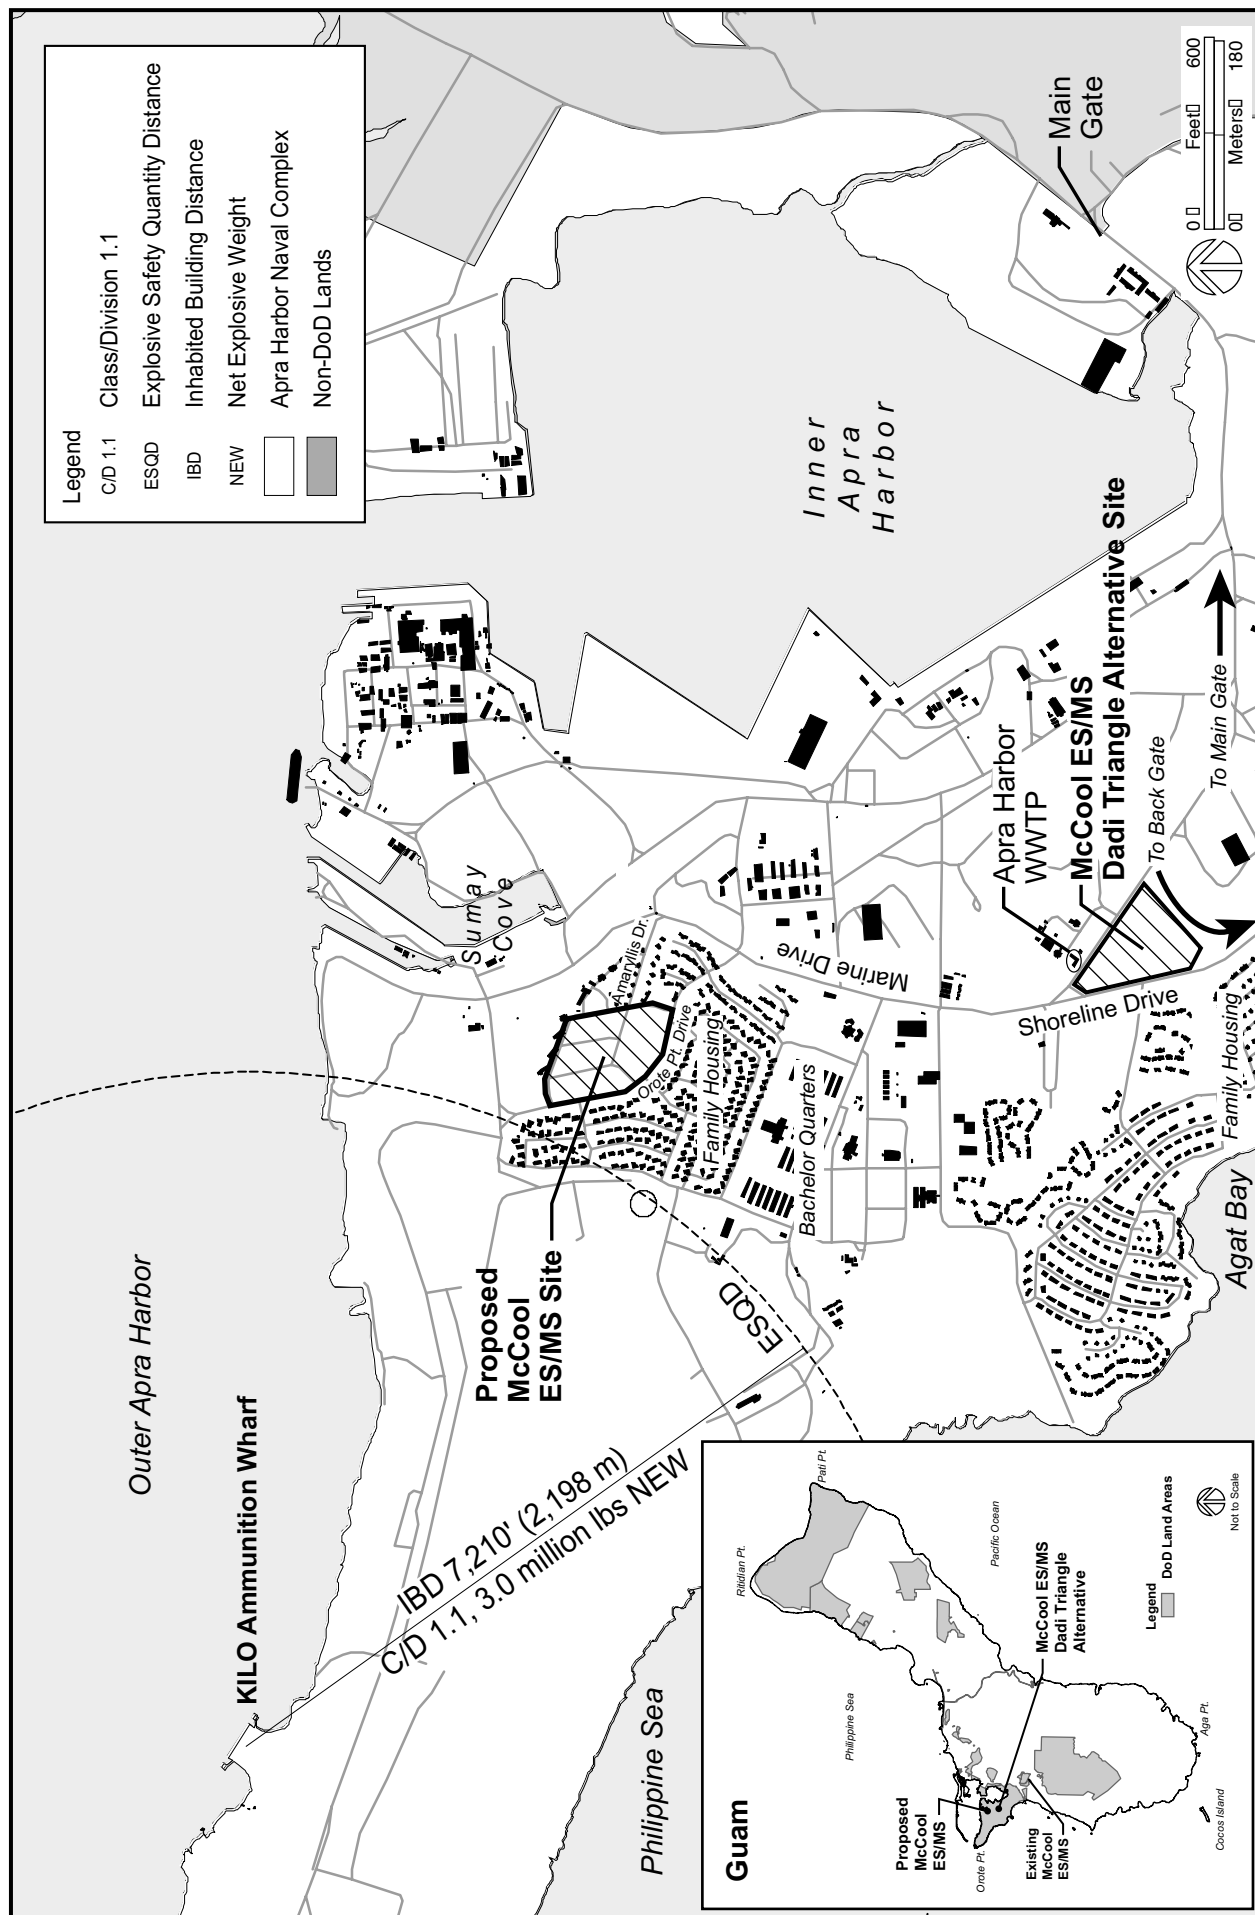 Legend
C/D 1.1 Class/Division 1.1
ESQD Explosive Safety Quantity Distance
IBD Inhabited Building Distance
NEW Net Explosive Weight
Apra Harbor Naval Complex
Non-DoD Lands
Outer Apra Harbor
KILO Ammunition Wharf
IBD 7,210' (2,198 m)
C/D 1.1, 3.0 million lbs NEW
Philippine Sea
Proposed
McCool
ES/MS Site
ESQD
Sumay
Cove
Amaryllis Dr.
Orote Pt. Drive
Family Housing
Bachelor Quarters
Marine Drive
Shoreline Drive
Inner
Apra
Harbor
Main
Gate
Apra Harbor
WWTP
McCool ES/MS
Dadi Triangle Alternative Site
To Back Gate
To Main Gate
Family Housing
Agat Bay
0 Feet 600
0 Meters 180
Guam
Ritidian Pt.
Pati Pt.
Philippine Sea
Pacific Ocean
Proposed
McCool
ES/MS
Orote Pt.
Existing
McCool
ES/MS
McCool ES/MS
Dadi Triangle
Alternative
Aga Pt.
Cocos Island
Legend
DoD Land Areas
Not to Scale